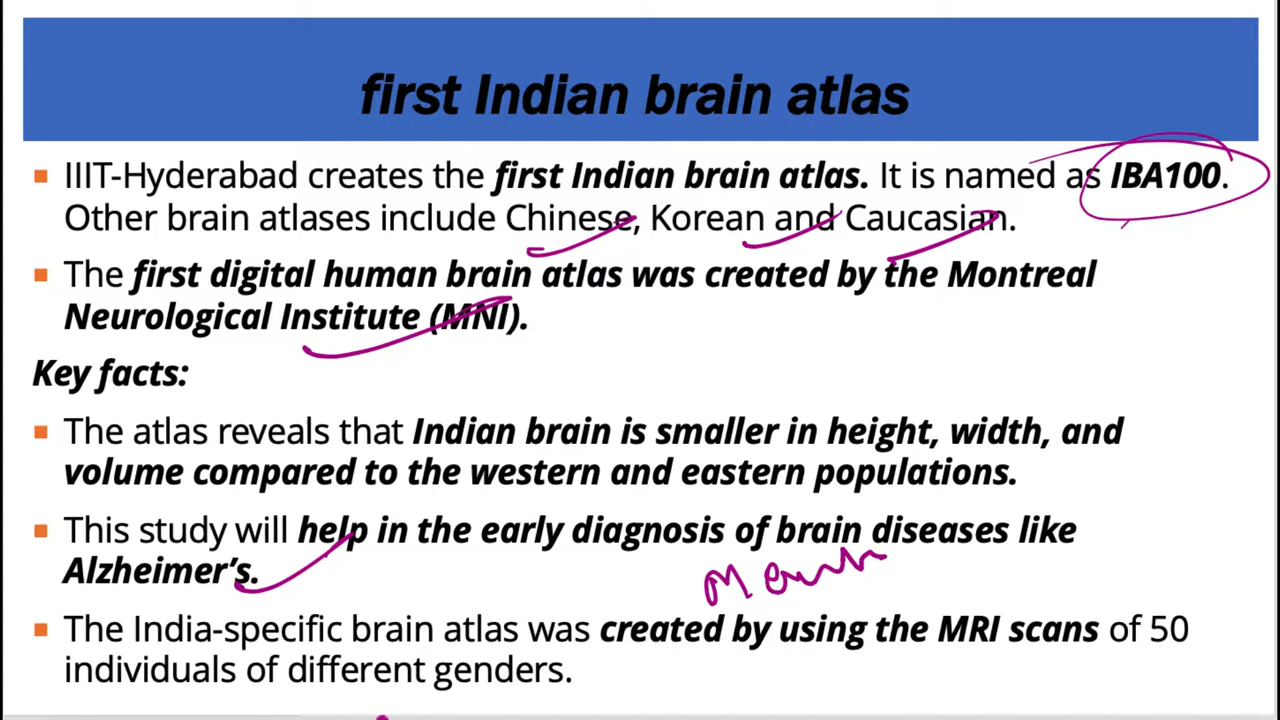 first Indian brain atlas
▪ IIIT-Hyderabad creates the first Indian brain atlas. It is named as IBA100.
Other brain atlases include Chinese, Korean and Caucasian.
▪ The first digital human brain atlas was created by the Montreal
Neurological Institute (MNI).
Key facts:
▪ The atlas reveals that Indian brain is smaller in height, width, and
volume compared to the western and eastern populations.
▪ This study will help in the early diagnosis of brain diseases like
Alzheimer's.
▪ The India-specific brain atlas was created by using the MRI scans of 50
individuals of different genders.